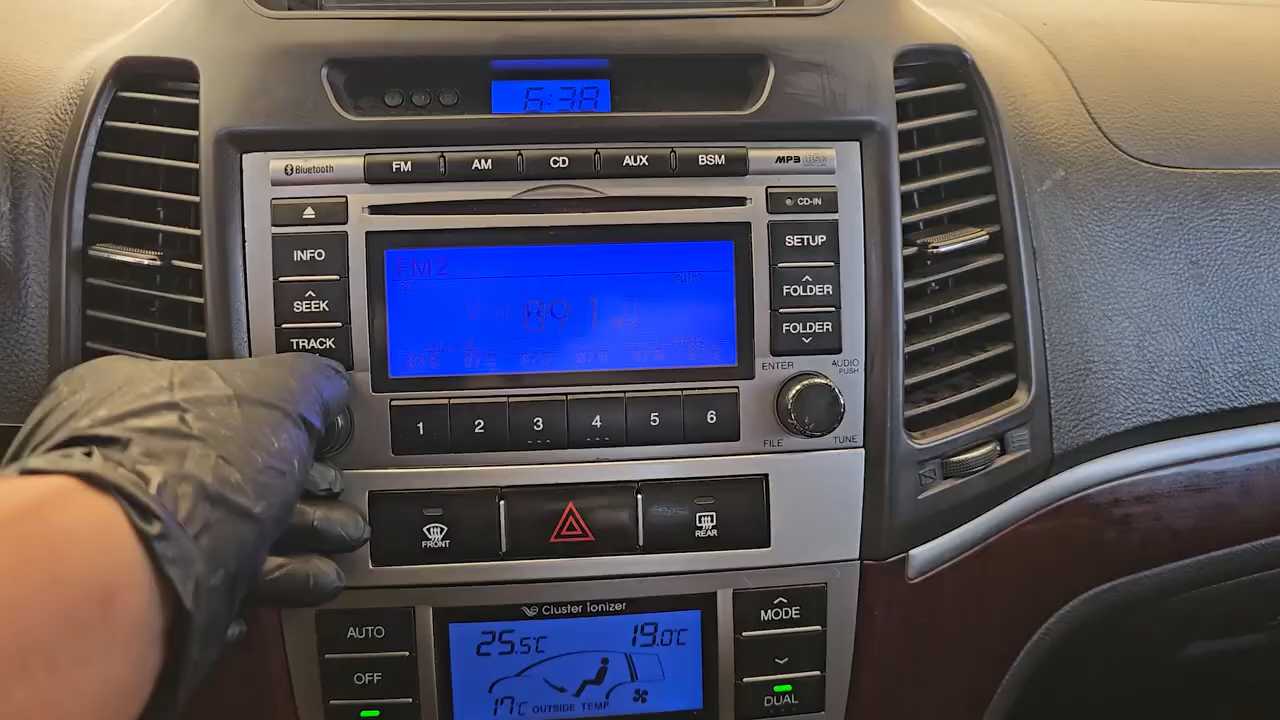 6:38
Bluetooth
FM
AM
CD
AUX
BSM
MP3
CD-IN
INFO
SETUP
FM2
SEEK
FOLDER
89.1
TRACK
FOLDER
ENTER
AUDIO
PUSH
1
2
3
4
5
6
FILE
TUNE
FRONT
REAR
Cluster Ionizer
MODE
AUTO
25.5°C
19.0°C
OFF
17°C OUTSIDE TEMP
DUAL